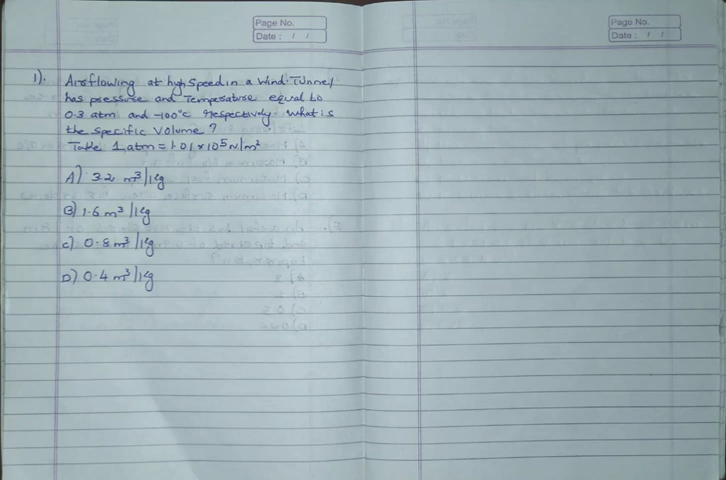 Page No.
Date : / /
Page No.
Date : / /
1). Air flowing at high Speed in a Wind-Tunnel
has pressure and Temperature equal to
0.3 atm and -100°c respectively. What is
the specific Volume ?
Take 1 atm = 1.01 × 10⁵ N/m²
A) 3.2 m³/kg
B) 1.6 m³/kg
C) 0.8 m³/kg
D) 0.4 m³/kg